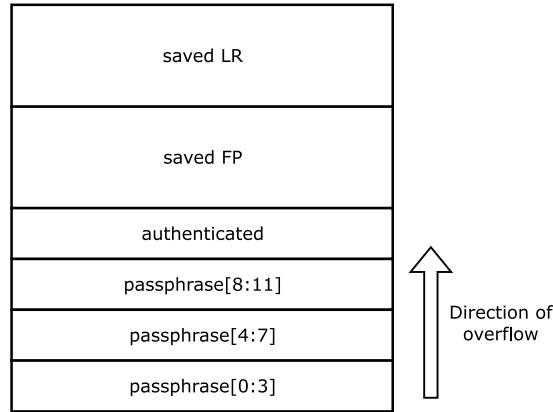 saved LR
saved FP
authenticated
passphrase[8:11]
passphrase[4:7]
passphrase[0:3]
Direction of
overflow